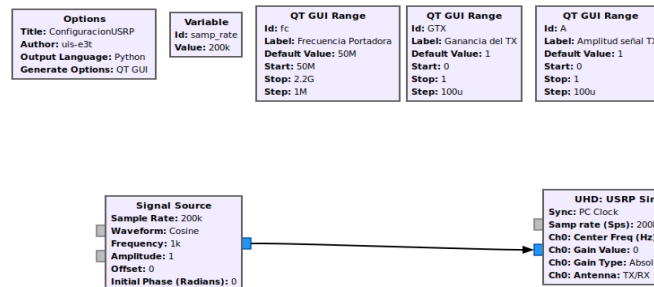 Options
Title: ConfiguracionUSRP
Author: uis-e3t
Output Language: Python
Generate Options: QT GUI
Variable
Id: samp_rate
Value: 200k
QT GUI Range
Id: fc
Label: Frecuencia Portadora
Default Value: 50M
Start: 50M
Stop: 2.2G
Step: 1M
QT GUI Range
Id: GTX
Label: Ganancia del TX
Default Value: 1
Start: 0
Stop: 1
Step: 100u
QT GUI Range
Id: A
Label: Amplitud señal TX
Default Value: 1
Start: 0
Stop: 1
Step: 100u
Signal Source
Sample Rate: 200k
Waveform: Cosine
Frequency: 1k
Amplitude: 1
Offset: 0
Initial Phase (Radians): 0
UHD: USRP Sin
Sync: PC Clock
Samp rate (Sps): 200
Ch0: Center Freq (Hz)
Ch0: Gain Value: 0
Ch0: Gain Type: Absol
Ch0: Antenna: TX/RX